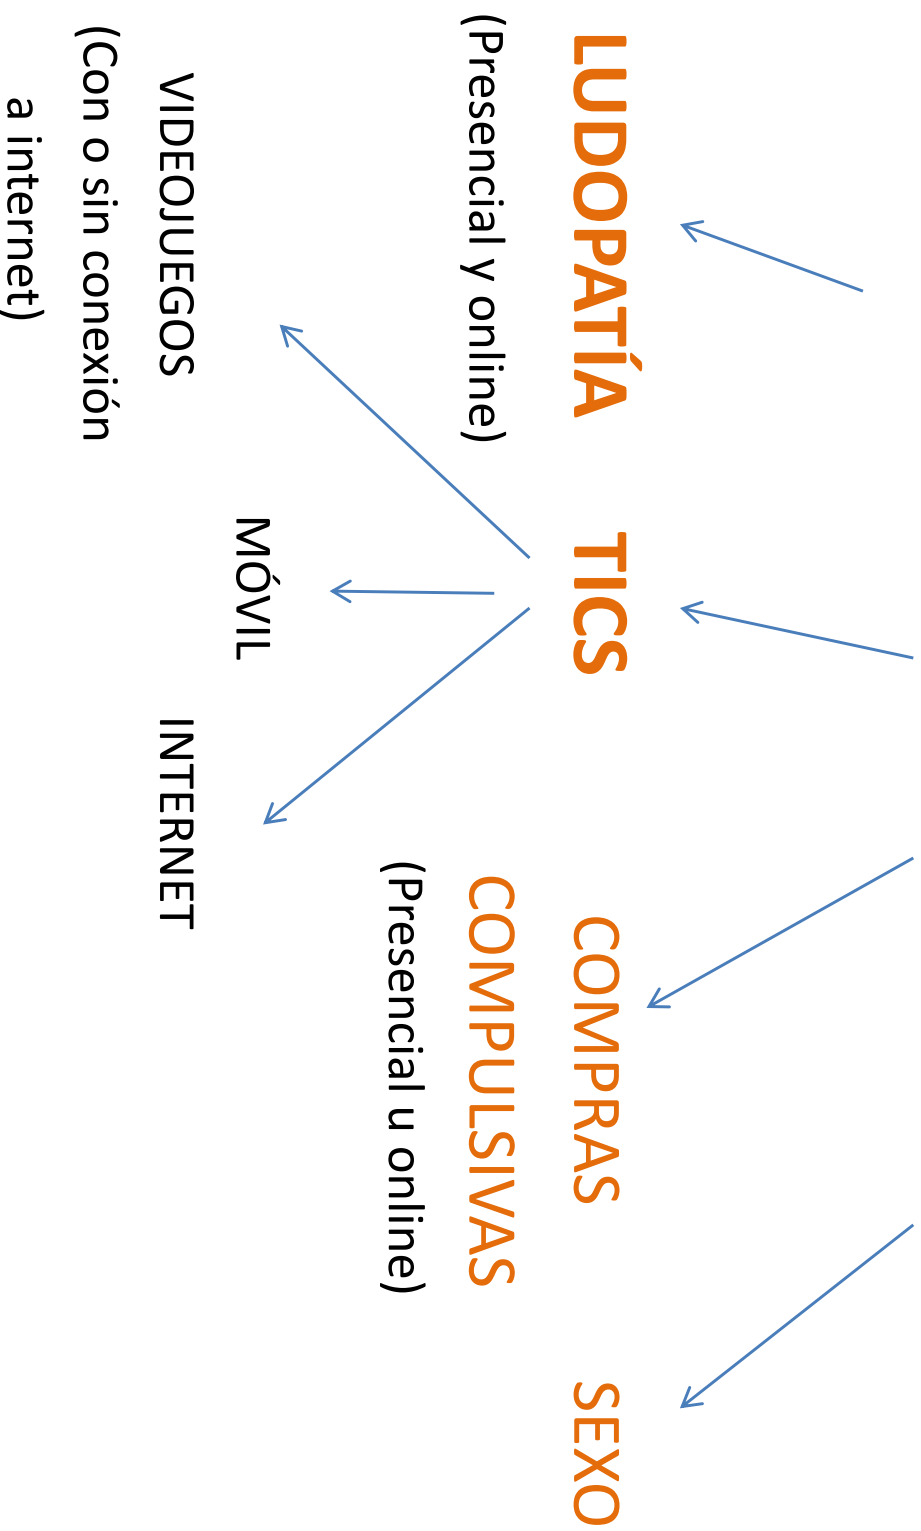 LUDOPATÍA
(Presencial y online)
TICS
VIDEOJUEGOS
(Con o sin conexión
a internet)
MÓVIL
INTERNET
COMPRAS
COMPULSIVAS
(Presencial u online)
SEXO